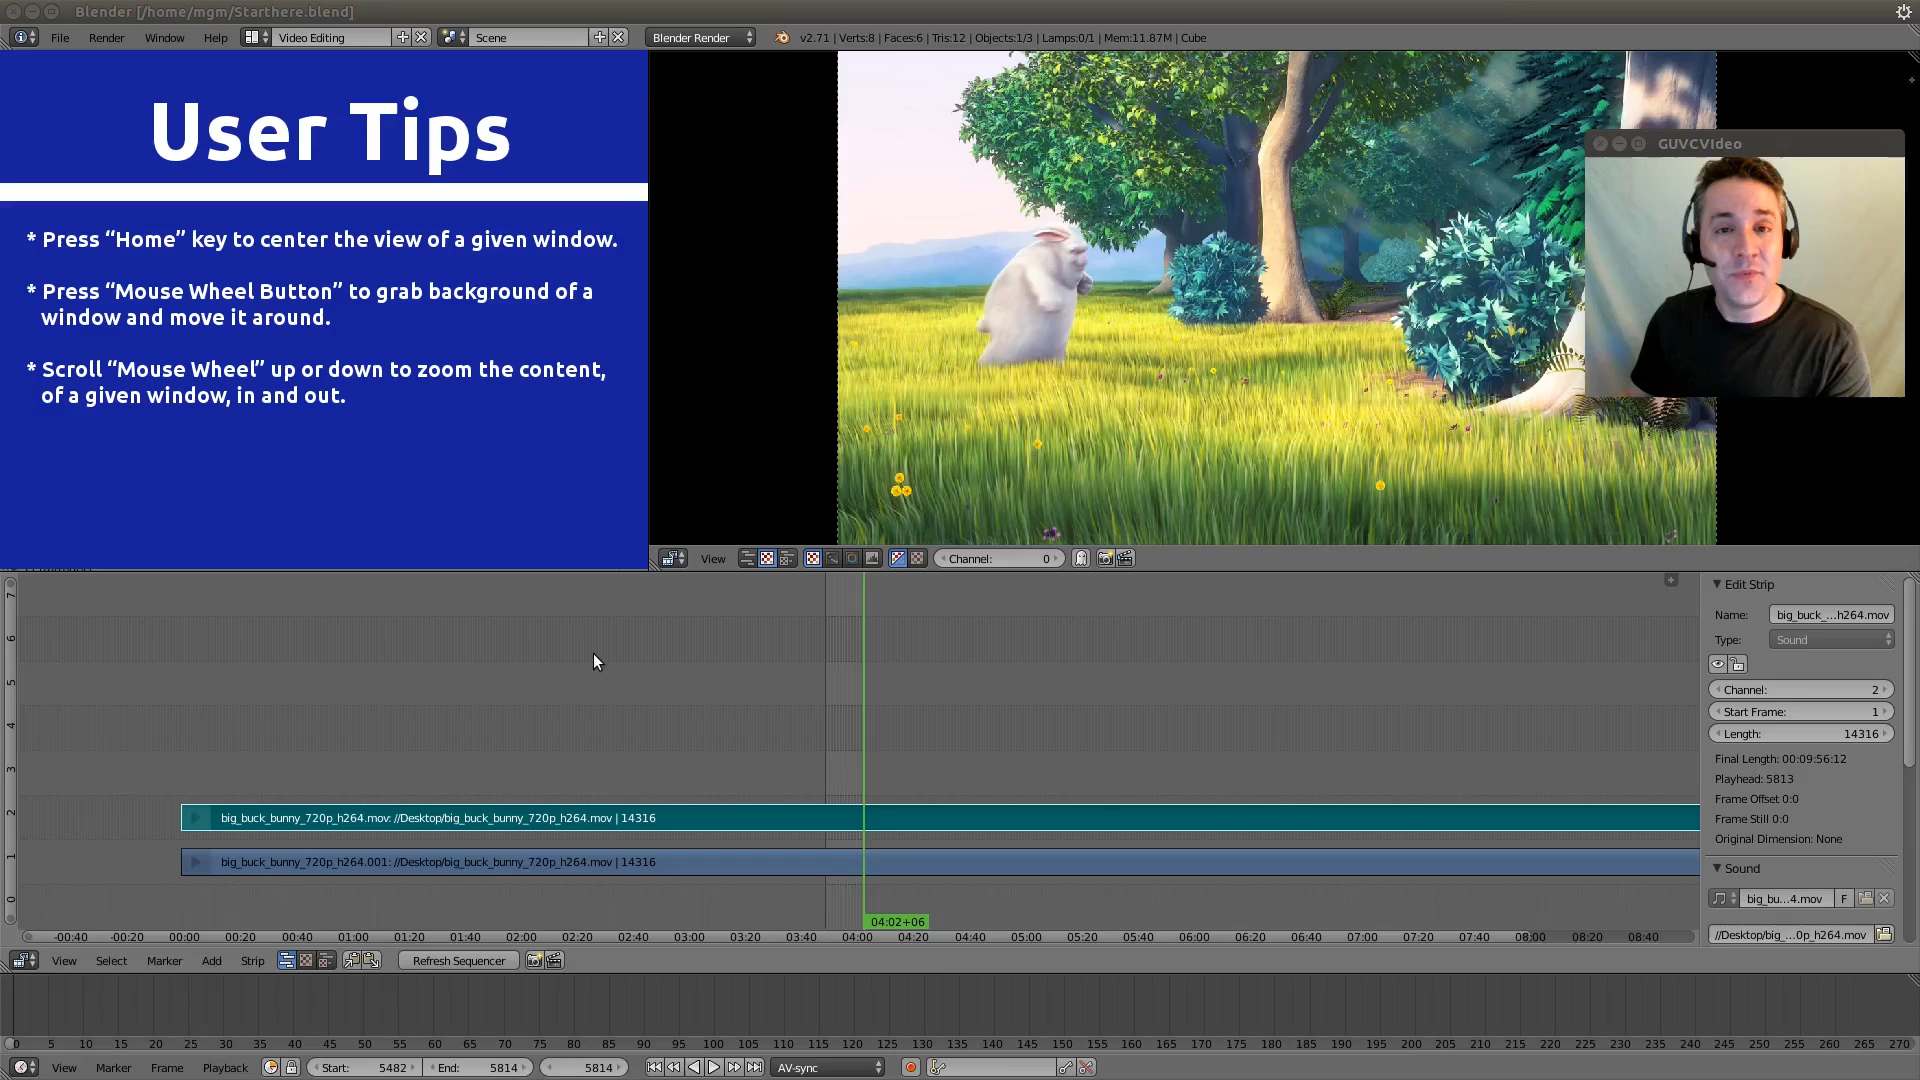 Blender [/home/mgm/Starthere.blend]
File Render Window Help Video Editing Scene Blender Render v2.71 | Verts:8 | Faces:6 | Tris:12 | Objects:1/3 | Lamps:0/1 | Mem:11.87M | Cube
User Tips
* Press “Home” key to center the view of a given window.
* Press “Mouse Wheel Button” to grab background of a
window and move it around.
* Scroll “Mouse Wheel” up or down to zoom the content,
of a given window, in and out.
GUVCVIdeo
View Channel: 0
7
6
5
4
3
2
1
0
big_buck_bunny_720p_h264.mov: //Desktop/big_buck_bunny_720p_h264.mov | 14316
big_buck_bunny_720p_h264.001: //Desktop/big_buck_bunny_720p_h264.mov | 14316
04:02+06
-00:40 -00:20 00:00 00:20 00:40 01:00 01:20 01:40 02:00 02:20 02:40 03:00 03:20 03:40 04:00 04:20 04:40 05:00 05:20 05:40 06:00 06:20 06:40 07:00 07:20 07:40 08:00 08:20 08:40
Edit Strip
Name: big_buck_...h264.mov
Type: Sound
Channel: 2
Start Frame: 1
Length: 14316
Final Length: 00:09:56:12
Playhead: 5813
Frame Offset 0:0
Frame Still 0:0
Original Dimension: None
Sound
big_bu...4.mov F
//Desktop/big_...0p_h264.mov
View Select Marker Add Strip Refresh Sequencer
0 5 10 15 20 25 30 35 40 45 50 55 60 65 70 75 80 85 90 95 100 105 110 115 120 125 130 135 140 145 150 155 160 165 170 175 180 185 190 195 200 205 210 215 220 225 230 235 240 245 250 255 260 265 270
View Marker Frame Playback Start: 5482 End: 5814 5814 AV-sync